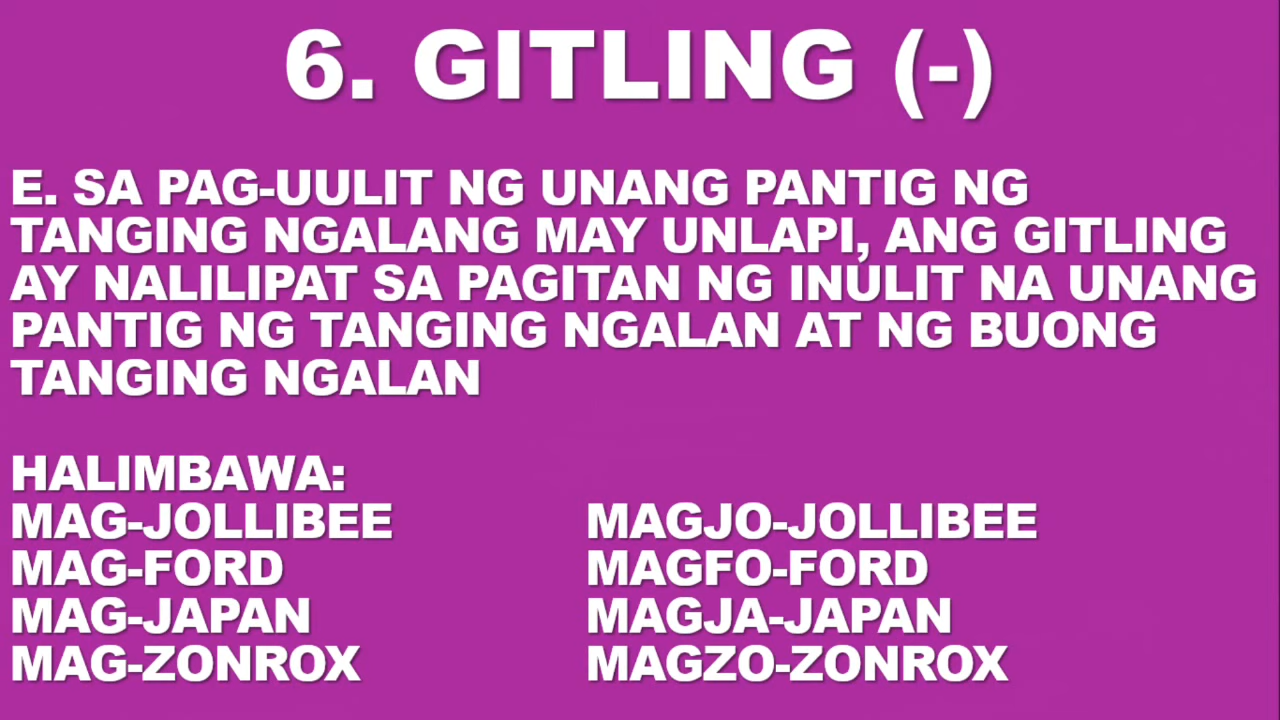 6. GITLING (-)
E. SA PAG-UULIT NG UNANG PANTIG NG
TANGING NGALANG MAY UNLAPI, ANG GITLING
AY NALILIPAT SA PAGITAN NG INULIT NA UNANG
PANTIG NG TANGING NGALAN AT NG BUONG
TANGING NGALAN
HALIMBAWA:
MAG-JOLLIBEE MAGJO-JOLLIBEE
MAG-FORD MAGFO-FORD
MAG-JAPAN MAGJA-JAPAN
MAG-ZONROX MAGZO-ZONROX